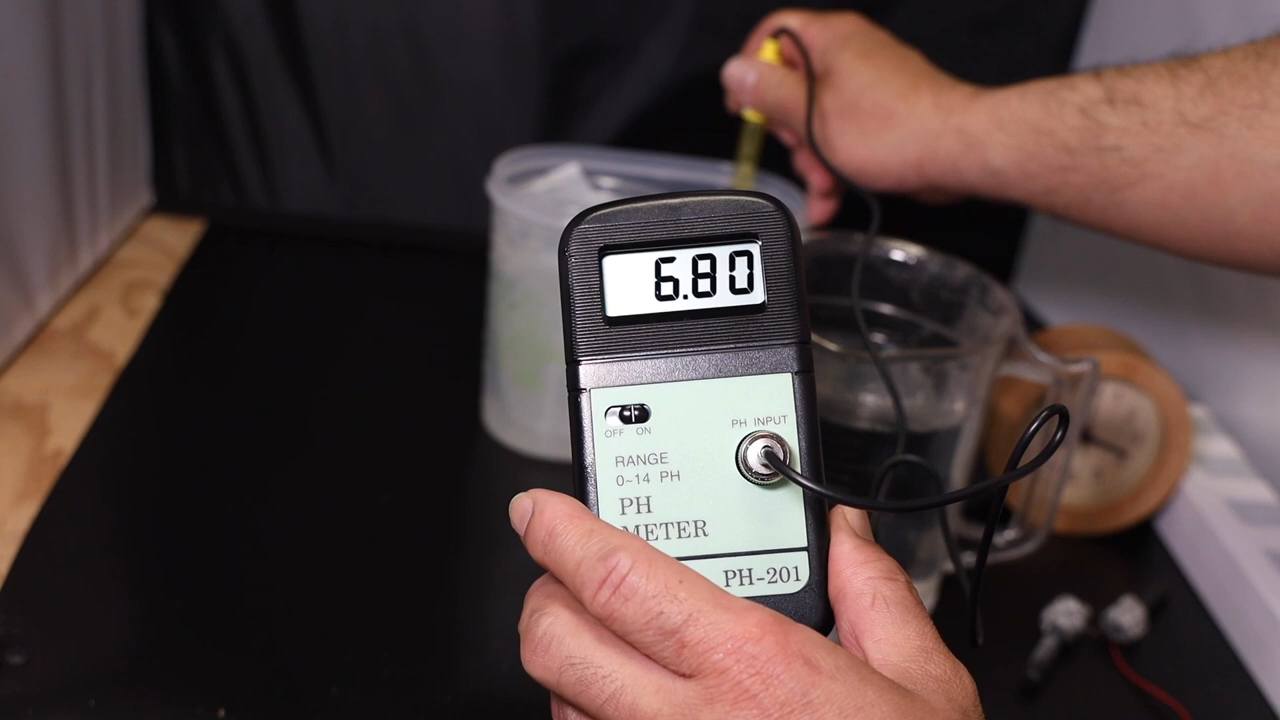 6.80
OFF ON
PH INPUT
RANGE
0~14 PH
PH
METER
PH-201